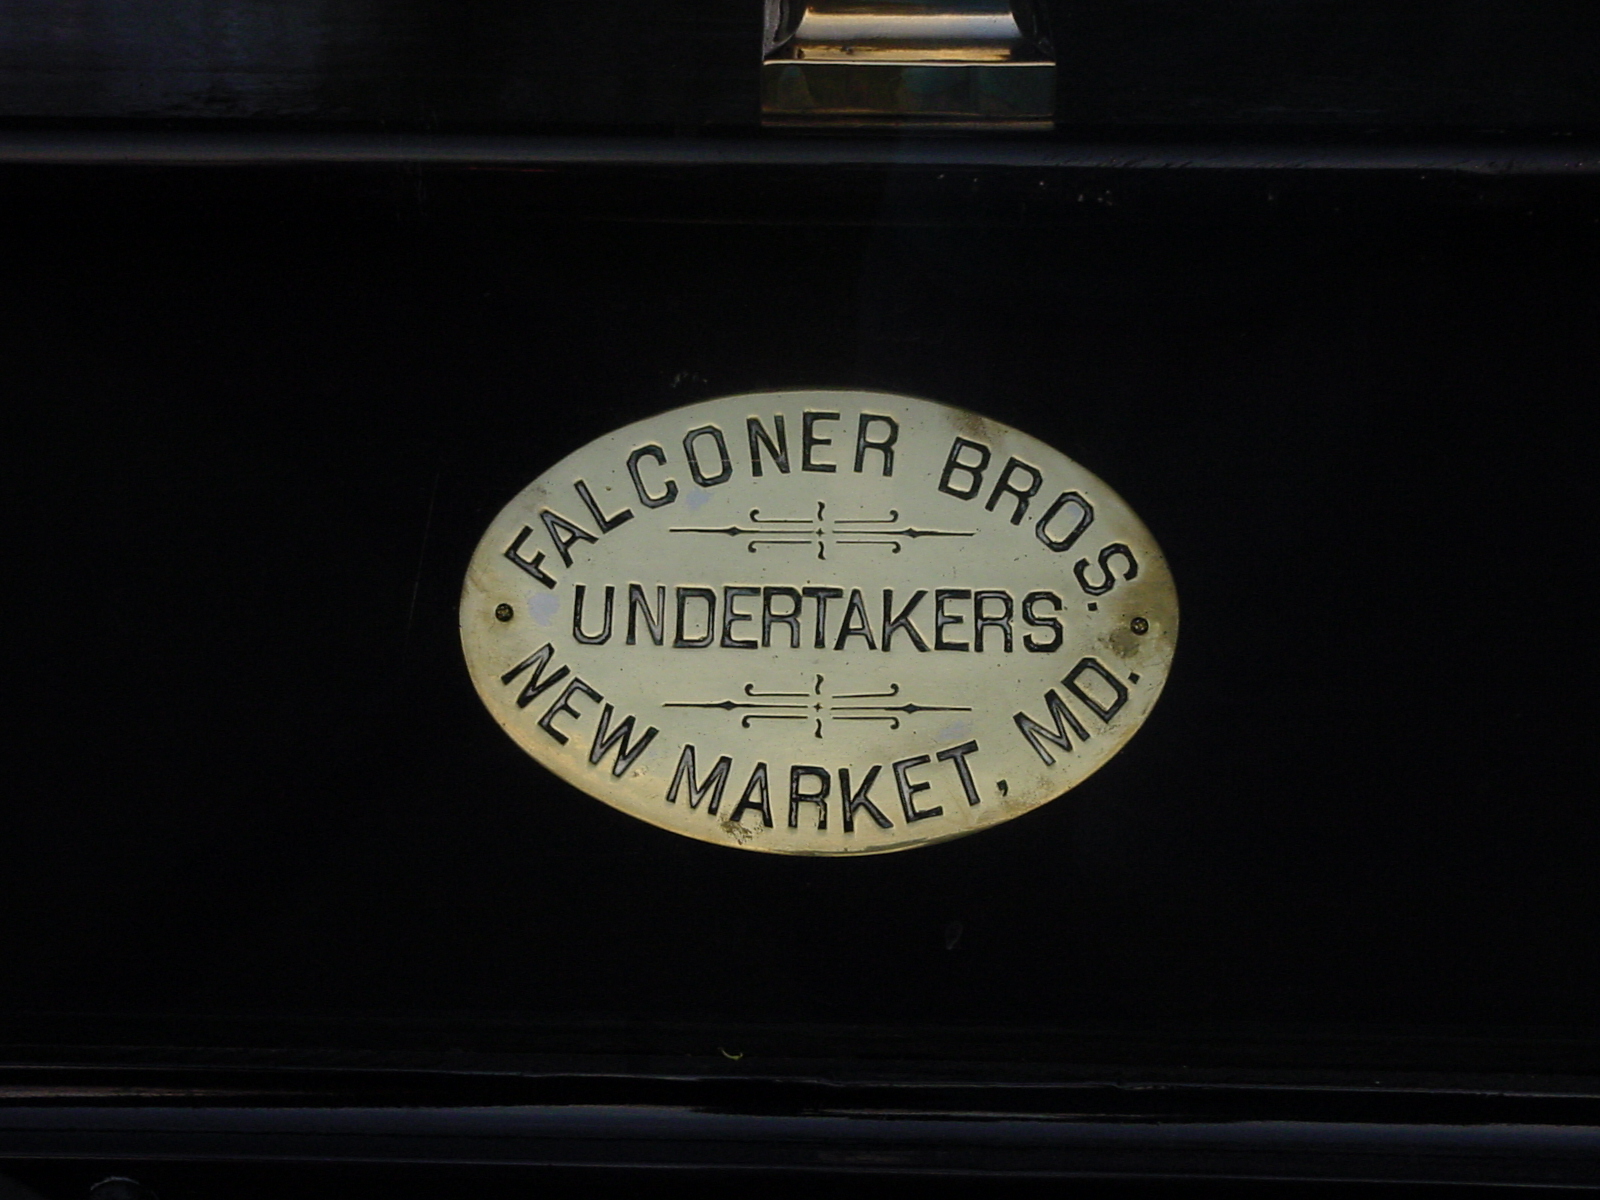 FALCONER BROS.
UNDERTAKERS
NEW MARKET, MD.